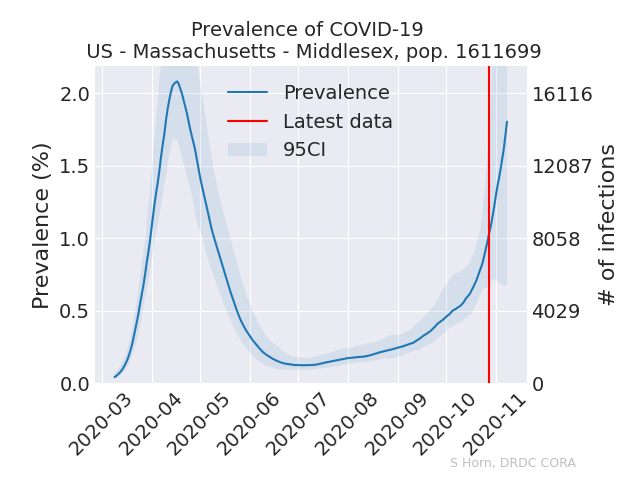 Prevalence of COVID-19
US - Massachusetts - Middlesex, pop. 1611699
Prevalence
Latest data
95CI
Prevalence (%)
2.0
1.5
1.0
0.5
0.0
16116
12087
8058
4029
0
# of infections
2020-03
2020-04
2020-05
2020-06
2020-07
2020-08
2020-09
2020-10
2020-11
S Horn, DRDC CORA